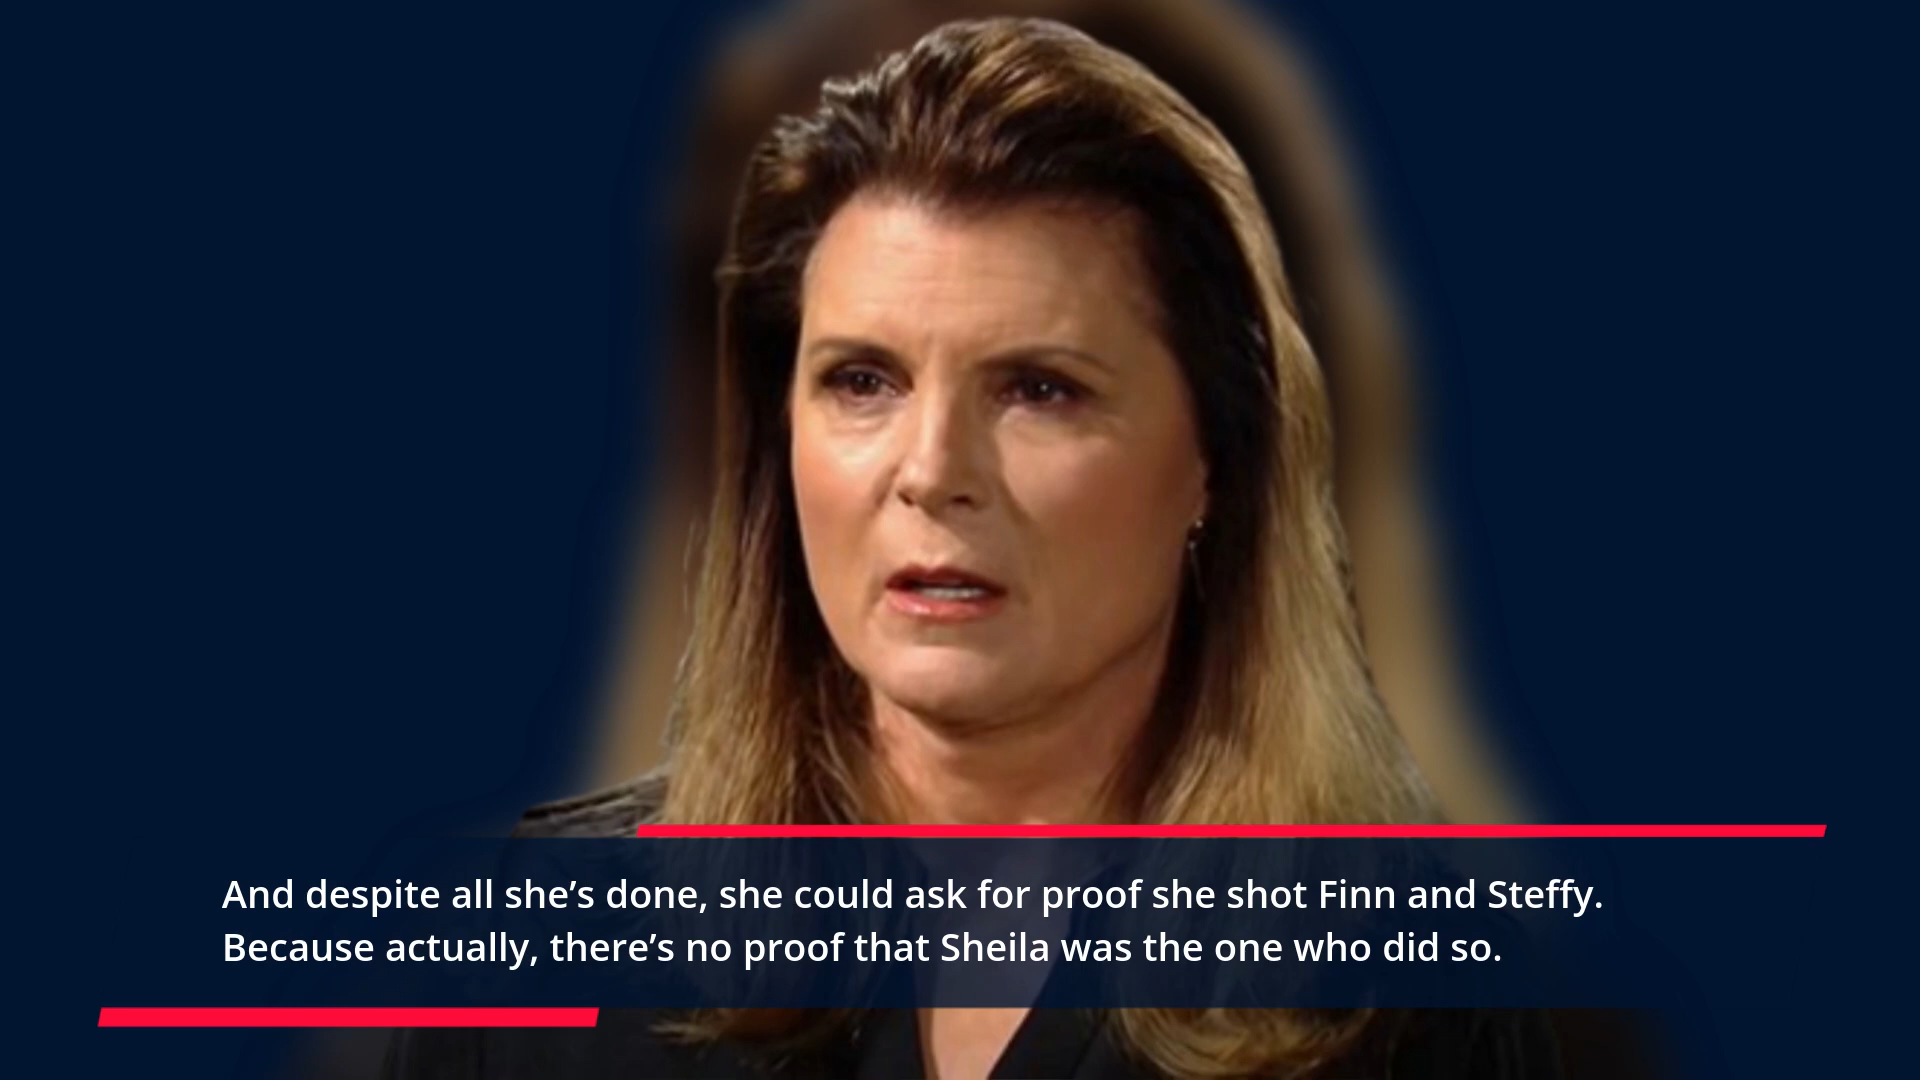 And despite all she’s done, she could ask for proof she shot Finn and Steffy.
Because actually, there’s no proof that Sheila was the one who did so.